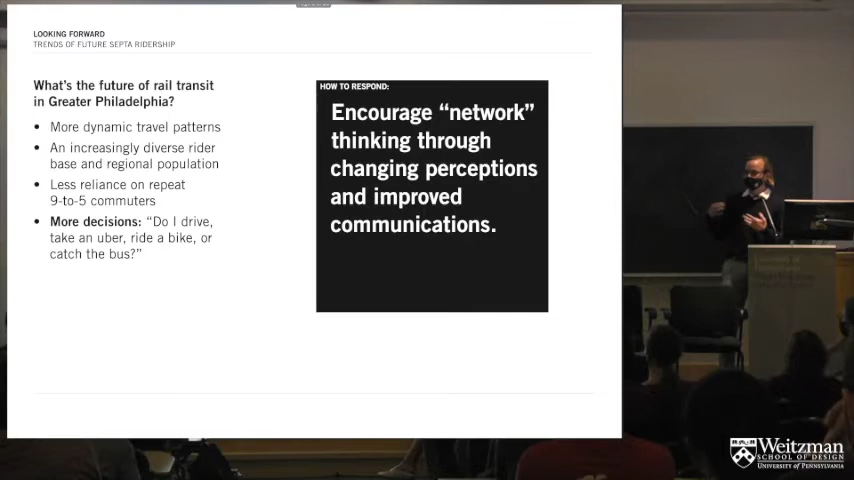 LOOKING FORWARD
TRENDS OF FUTURE SEPTA RIDERSHIP
What's the future of rail transit
in Greater Philadelphia?
• More dynamic travel patterns
• An increasingly diverse rider
base and regional population
• Less reliance on repeat
9-to-5 commuters
• More decisions: “Do I drive,
take an uber, ride a bike, or
catch the bus?”
HOW TO RESPOND:
Encourage “network”
thinking through
changing perceptions
and improved
communications.
Weitzman
SCHOOL OF DESIGN
UNIVERSITY OF PENNSYLVANIA